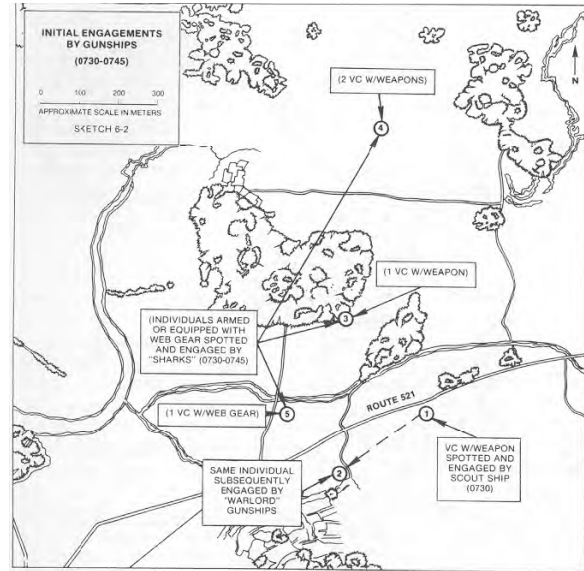 INITIAL ENGAGEMENTS
BY GUNSHIPS
(0730-0745)
0 100 200 300
APPROXIMATE SCALE IN METERS
SKETCH 6-2
N
(2 VC W/WEAPONS)
4
(1 VC W/WEAPON)
3
(INDIVIDUALS ARMED
OR EQUIPPED WITH
WEB GEAR SPOTTED
AND ENGAGED BY
"SHARKS" (0730-0745)
(1 VC W/WEB GEAR)
5
ROUTE 521
1
VC W/WEAPON
SPOTTED AND
ENGAGED BY
SCOUT SHIP
(0730)
2
SAME INDIVIDUAL
SUBSEQUENTLY
ENGAGED BY
"WARLORD"
GUNSHIPS